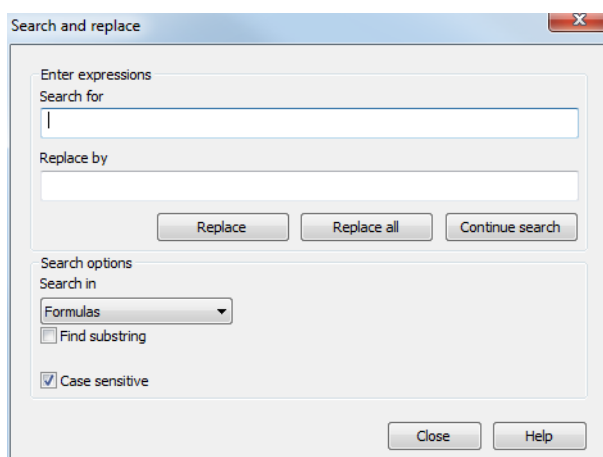 Search and replace
Enter expressions
Search for
Replace by
Replace Replace all Continue search
Search options
Search in
Formulas
Find substring
Case sensitive
Close Help